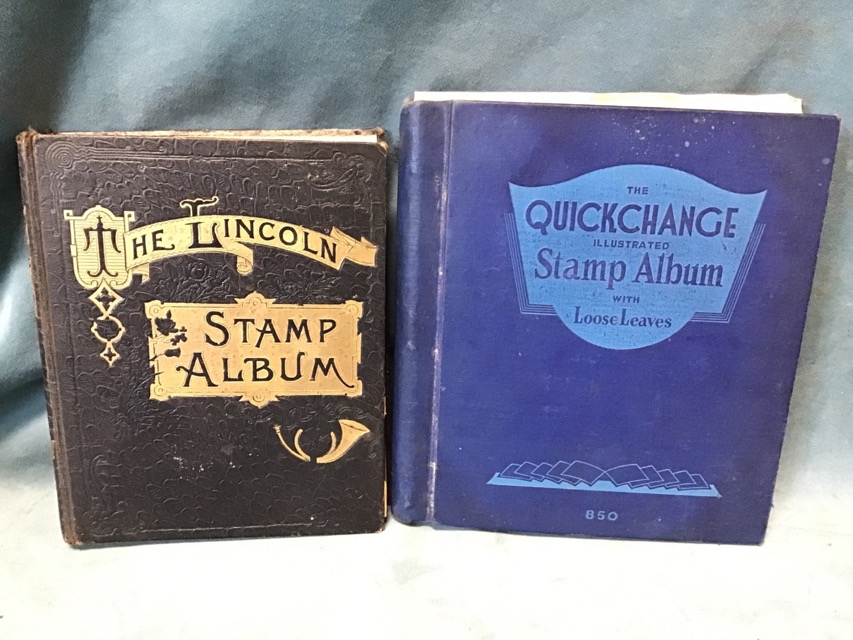 THE LINCOLN
STAMP
ALBUM
THE
QUICKCHANGE
ILLUSTRATED
Stamp Album
WITH
Loose Leaves
850